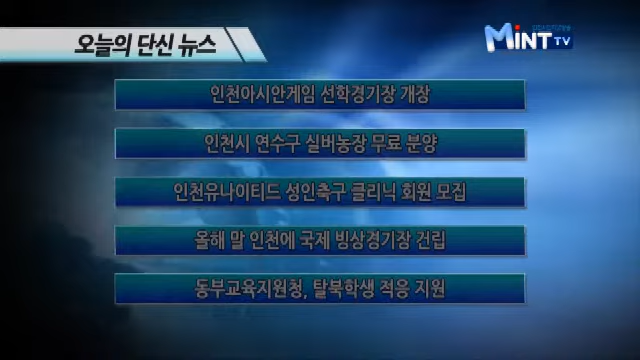 오늘의 단신 뉴스
MINT TV
인천아시안게임 선학경기장 개장
인천시 연수구 실버농장 무료 분양
인천유나이티드 성인축구 클리닉 회원 모집
올해 말 인천에 국제 빙상경기장 건립
동부교육지원청, 탈북학생 적응 지원